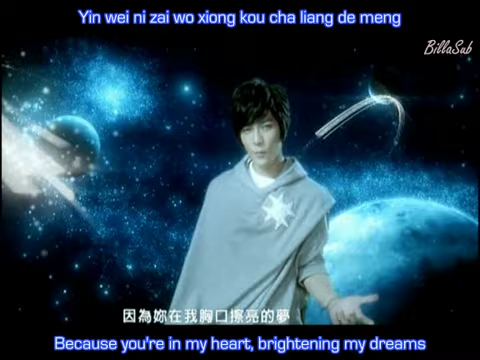 Yin wei ni zai wo xiong kou cha liang de meng
BillaSub
因為妳在我胸口擦亮的夢
Because you're in my heart, brightening my dreams